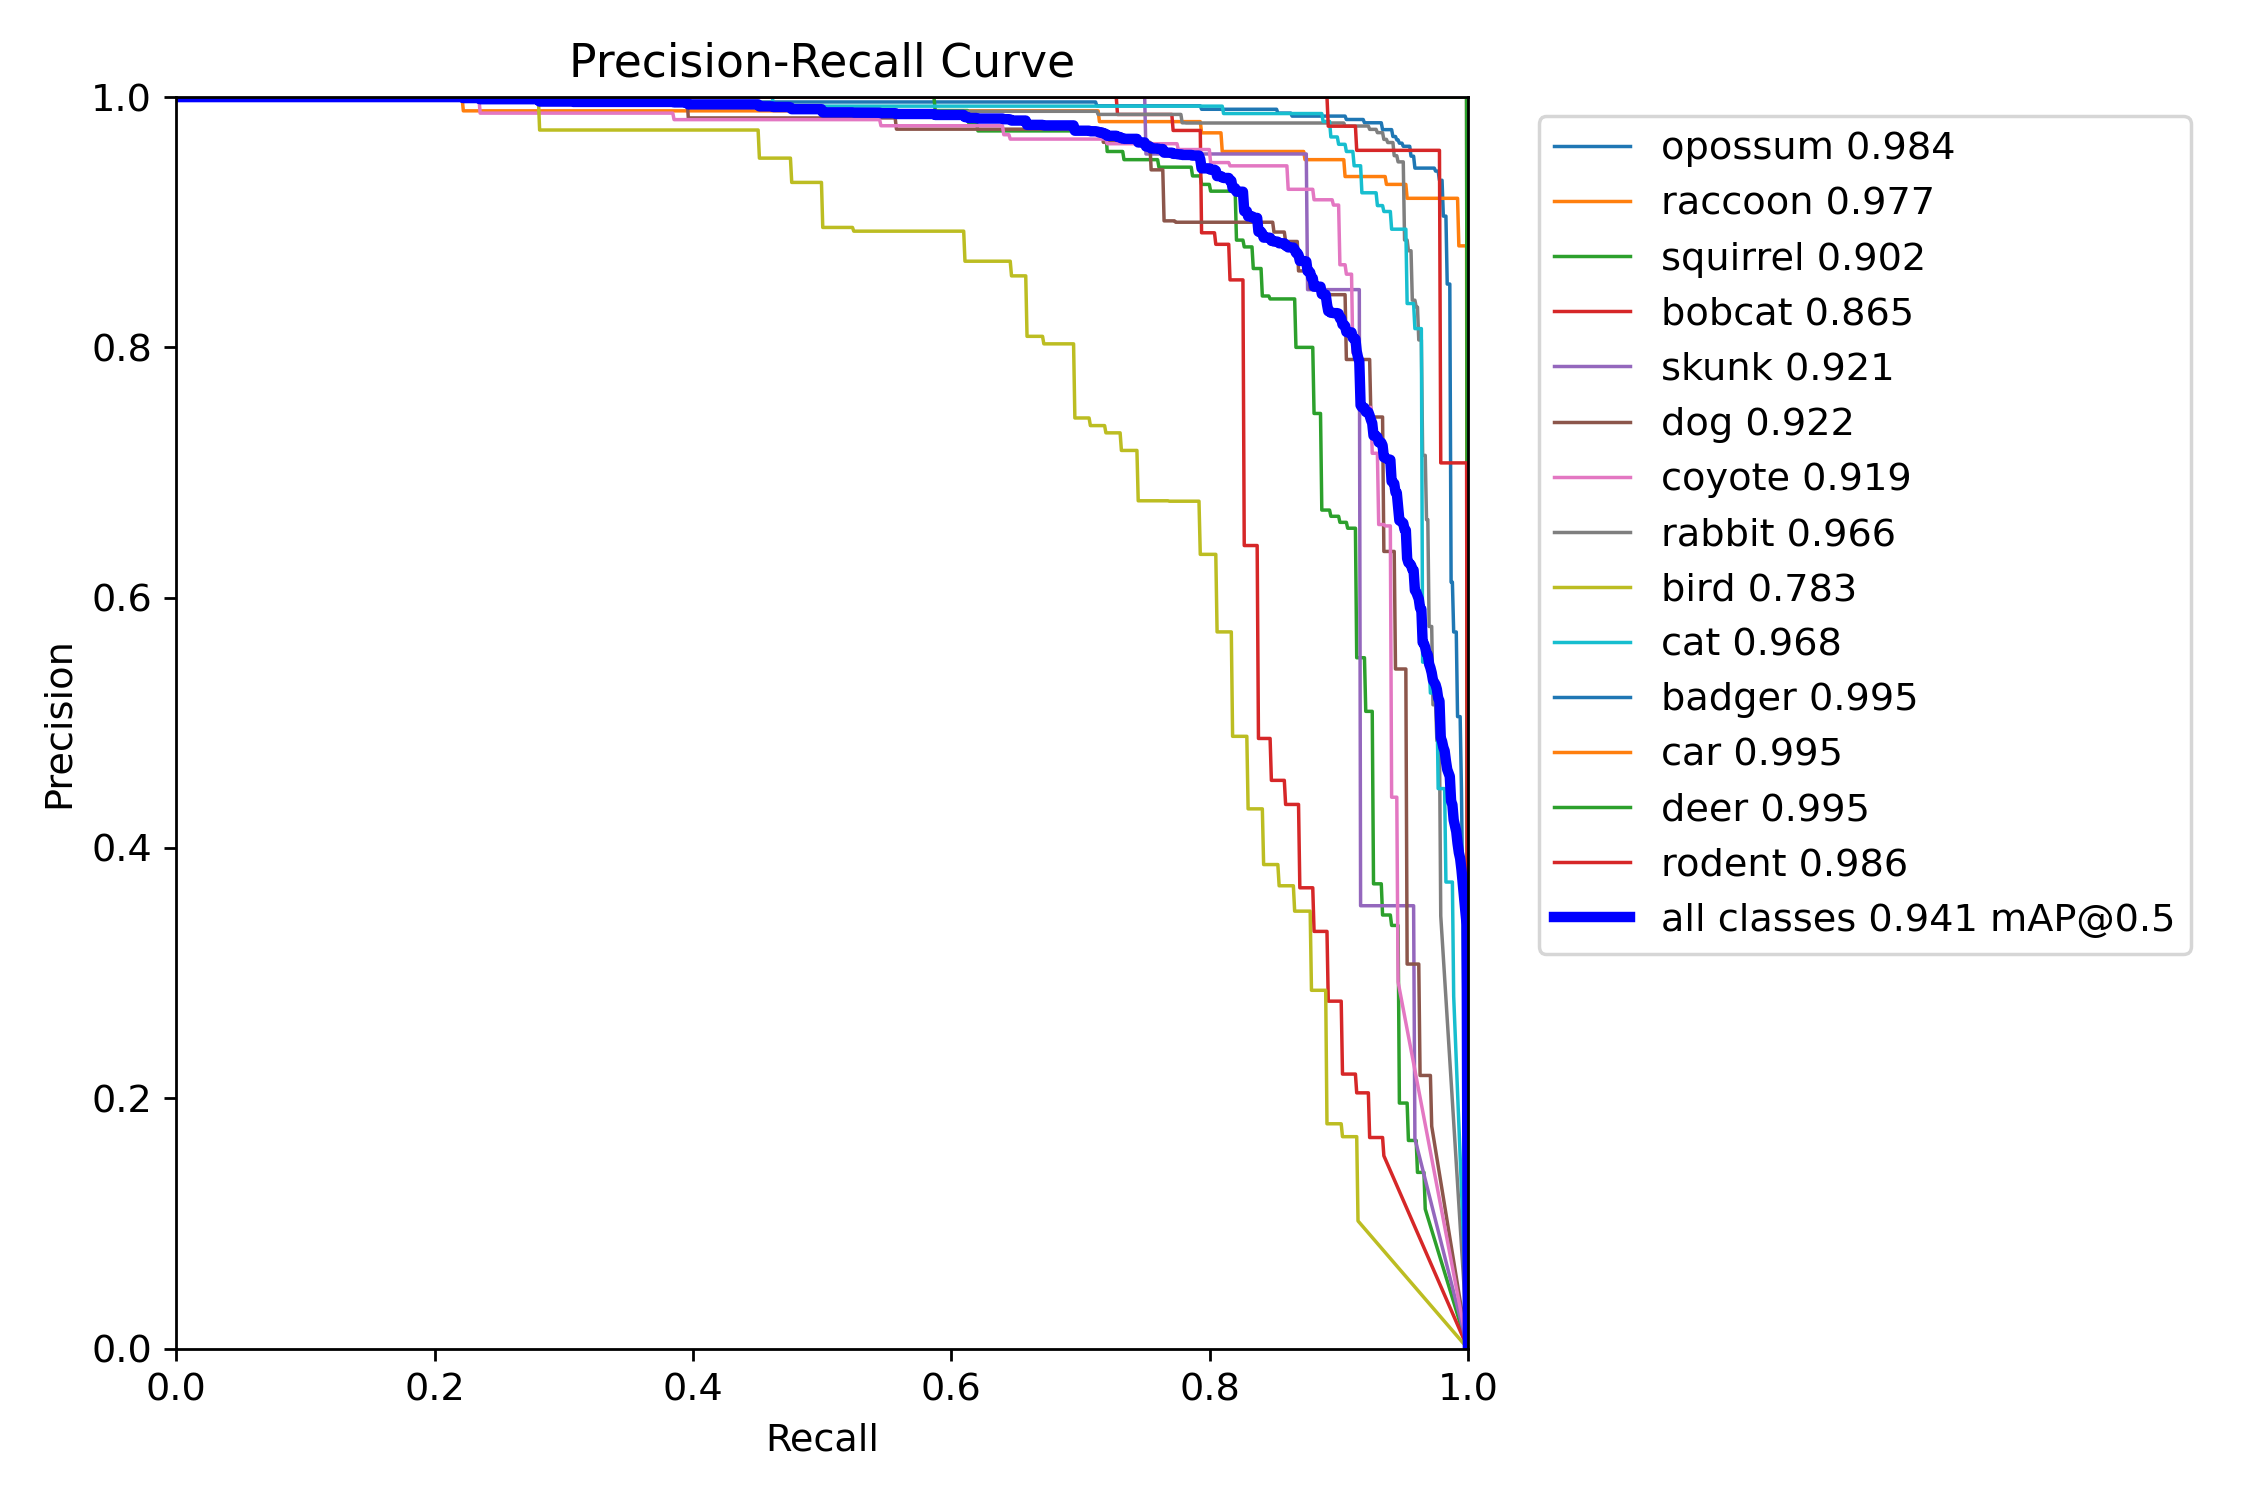 Precision-Recall Curve
1.0
0.8
0.6
0.4
0.2
0.0
Precision
0.0 0.2 0.4 0.6 0.8 1.0
Recall
opossum 0.984
raccoon 0.977
squirrel 0.902
bobcat 0.865
skunk 0.921
dog 0.922
coyote 0.919
rabbit 0.966
bird 0.783
cat 0.968
badger 0.995
car 0.995
deer 0.995
rodent 0.986
all classes 0.941 mAP@0.5